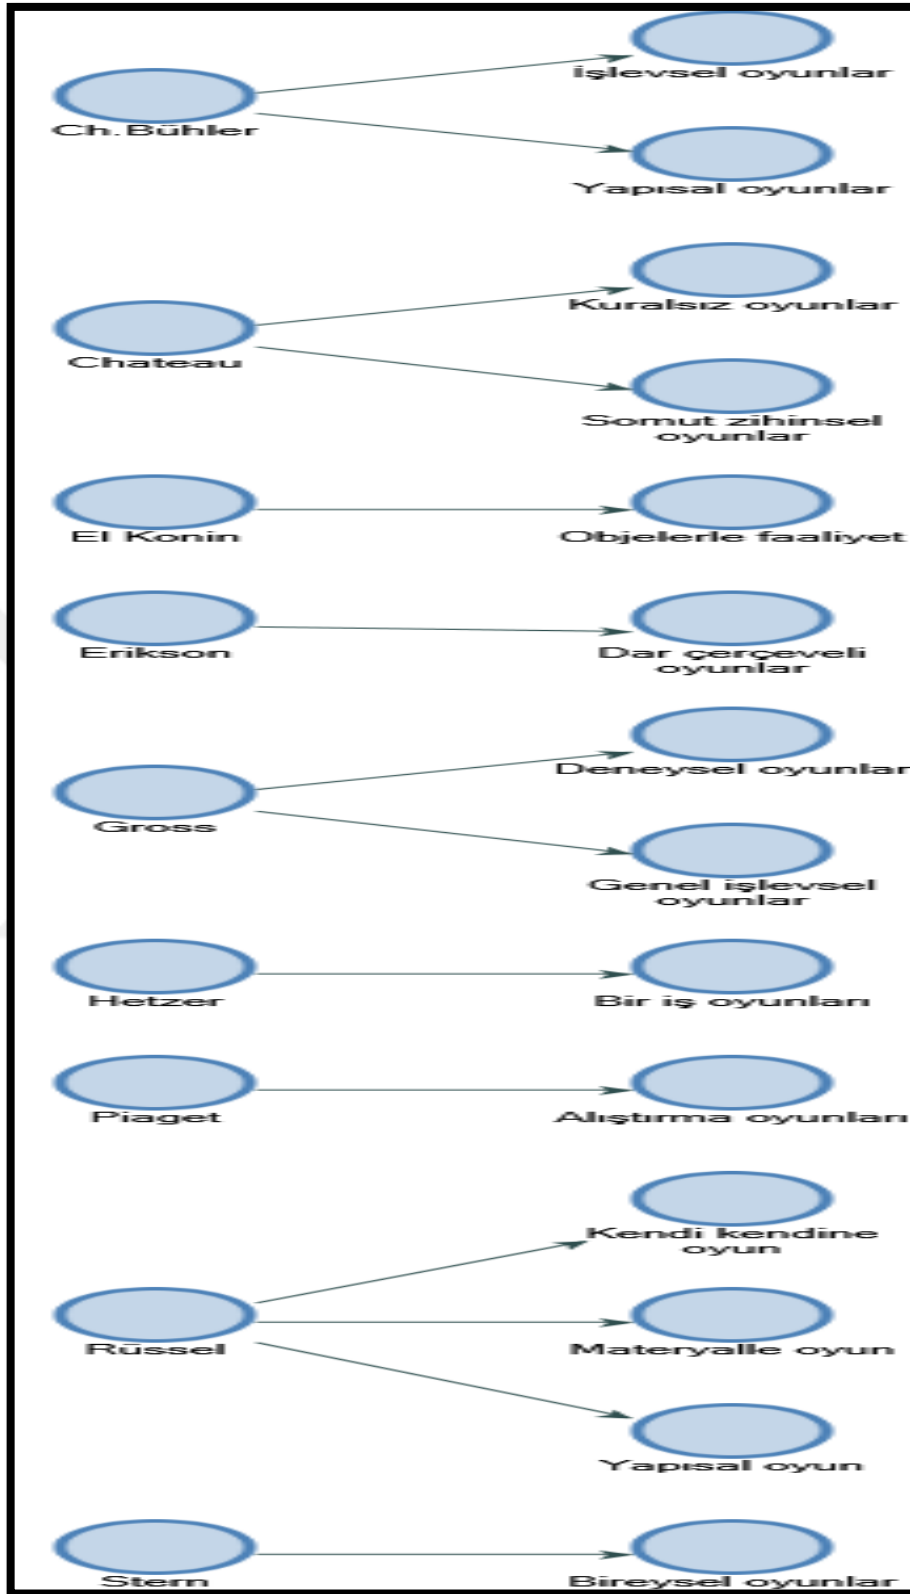 işlevsel oyunlar
Ch.Bühler
Yapısal oyunlar
Kuralsız oyunlar
Chateau
Somut zihinsel
oyunlar
El Konin
Objelerle faaliyet
Erikson
Dar çerçeveli
oyunlar
Deneysel oyunlar
Gross
Genel işlevsel
oyunlar
Hetzer
Bir iş oyunları
Piaget
Alıştırma oyunları
Kendi kendine
oyun
Rüssel
Materyalle oyun
Yapısal oyun
Stern
Bireysel oyunlar